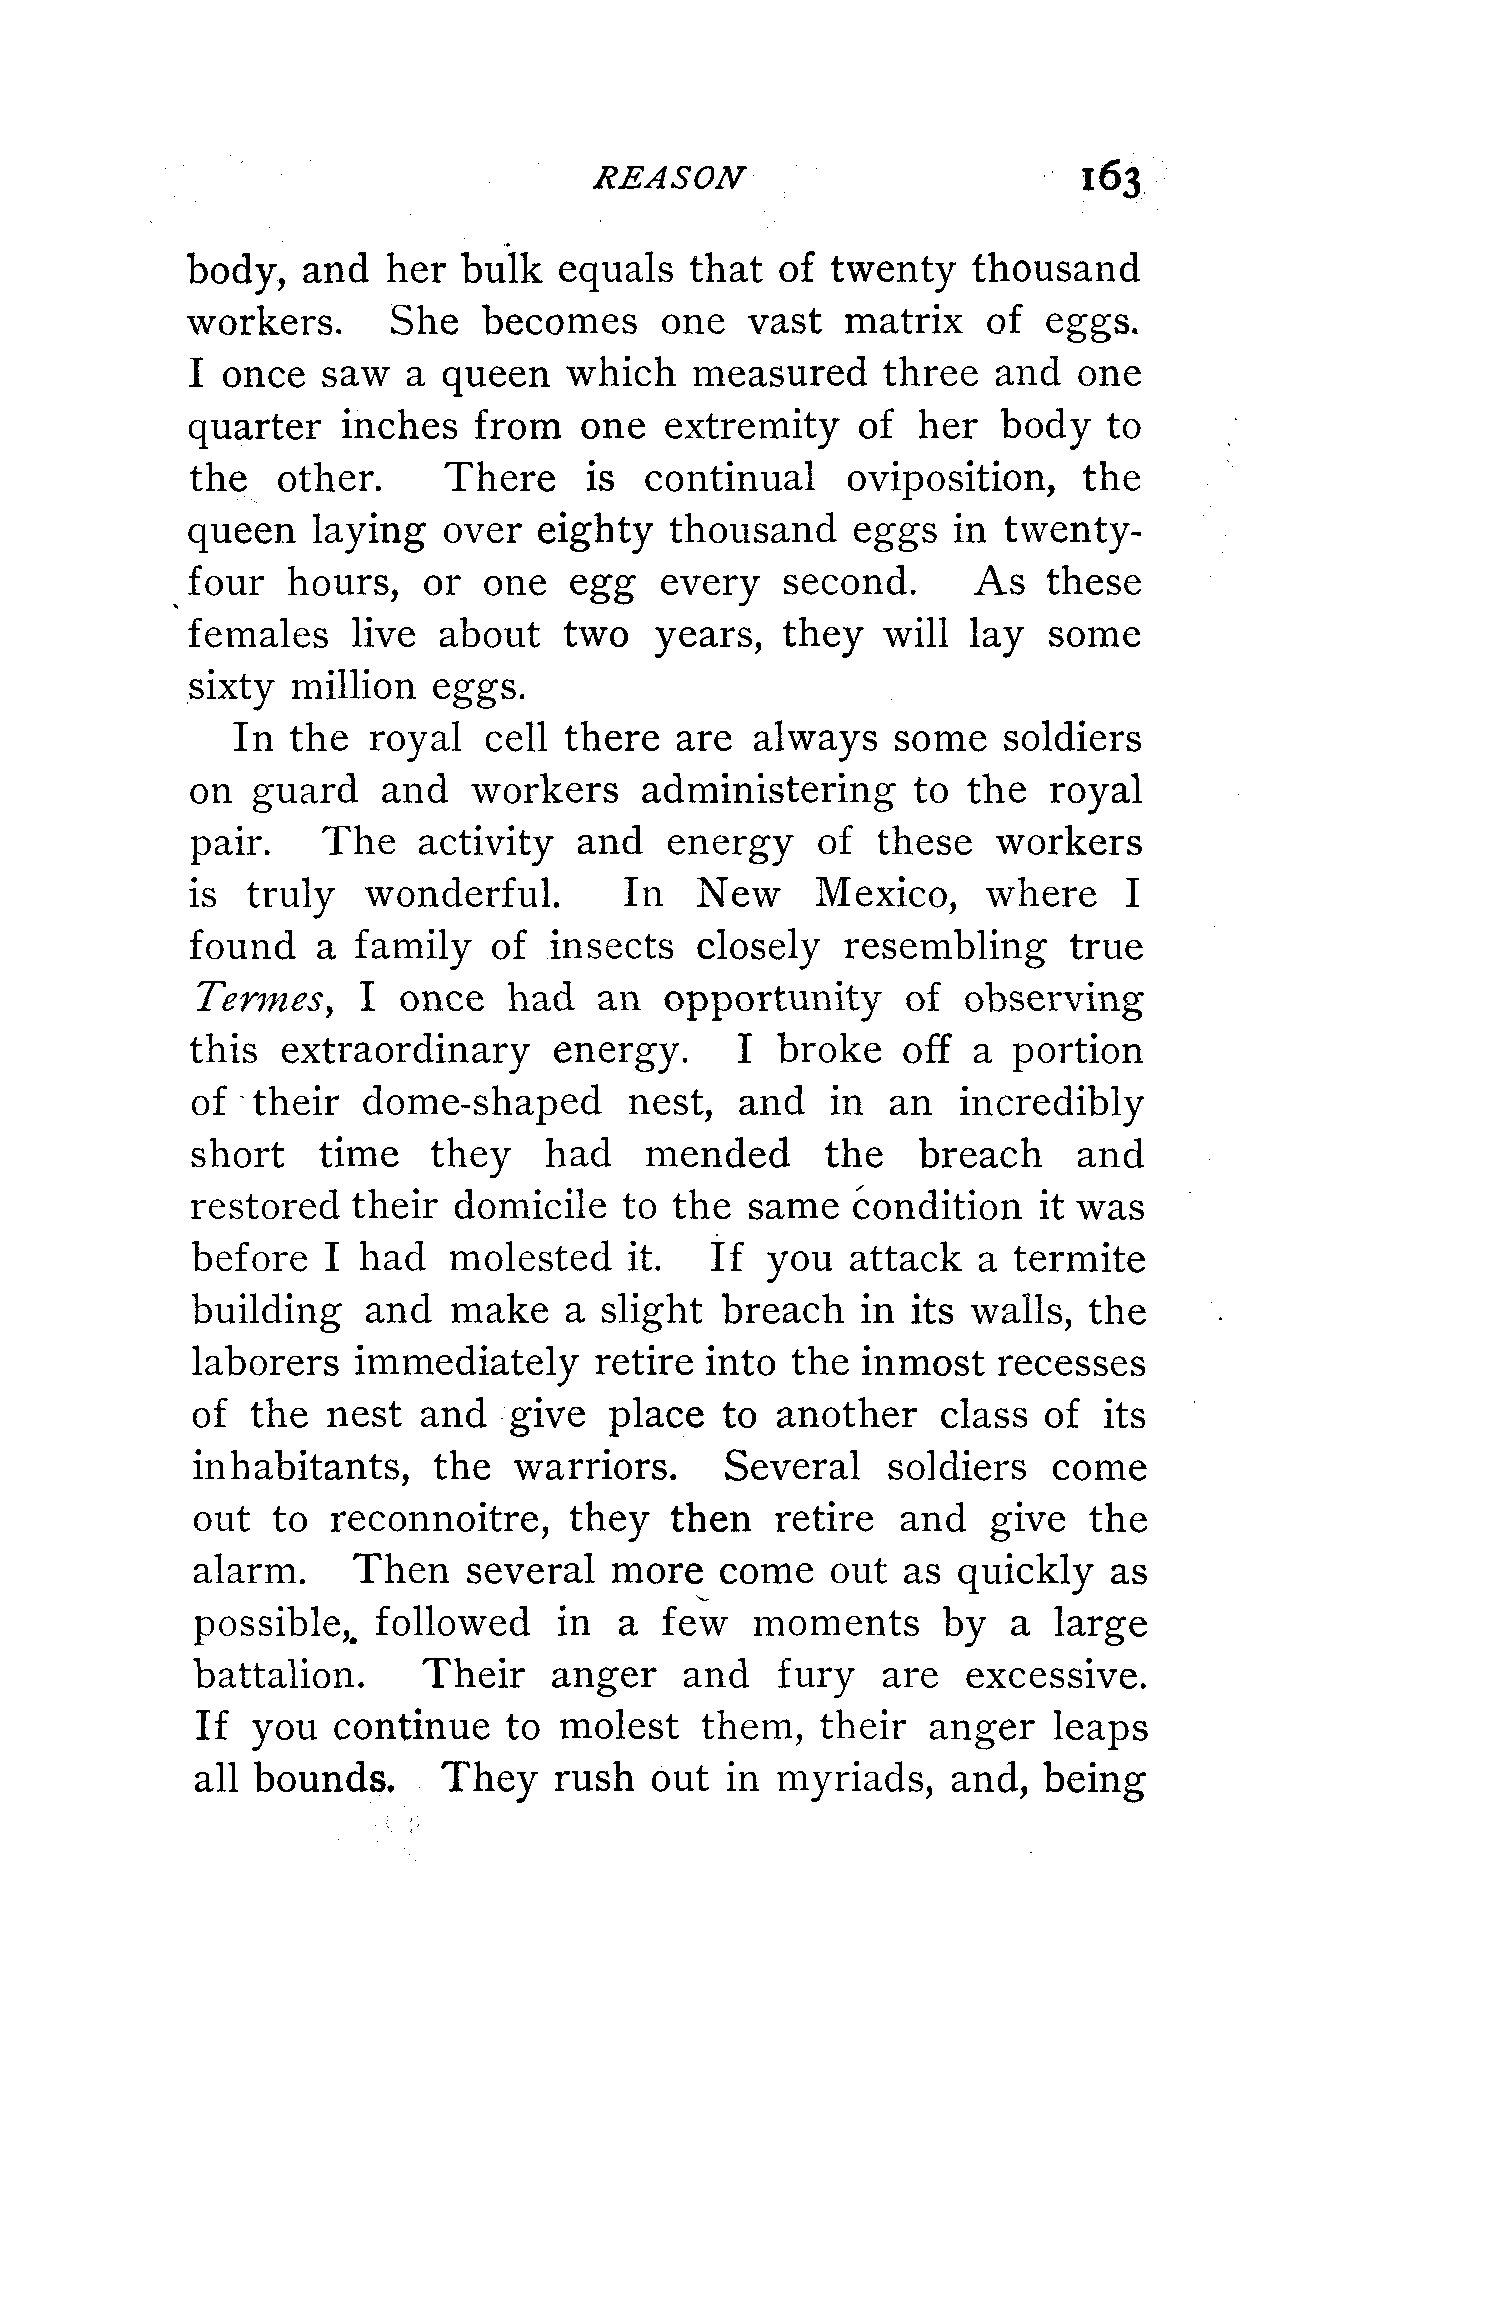 REASON 163
body, and her bulk equals that of twenty thousand
workers. She becomes one vast matrix of eggs.
I once saw a queen which measured three and one
quarter inches from one extremity of her body to
the other. There is continual oviposition, the
queen laying over eighty thousand eggs in twenty-
four hours, or one egg every second. As these
females live about two years, they will lay some
sixty million eggs.
In the royal cell there are always some soldiers
on guard and workers administering to the royal
pair. The activity and energy of these workers
is truly wonderful. In New Mexico, where I
found a family of insects closely resembling true
Termes, I once had an opportunity of observing
this extraordinary energy. I broke off a portion
of their dome-shaped nest, and in an incredibly
short time they had mended the breach and
restored their domicile to the same condition it was
before I had molested it. If you attack a termite
building and make a slight breach in its walls, the
laborers immediately retire into the inmost recesses
of the nest and give place to another class of its
inhabitants, the warriors. Several soldiers come
out to reconnoitre, they then retire and give the
alarm. Then several more come out as quickly as
possible, followed in a few moments by a large
battalion. Their anger and fury are excessive.
If you continue to molest them, their anger leaps
all bounds. They rush out in myriads, and, being